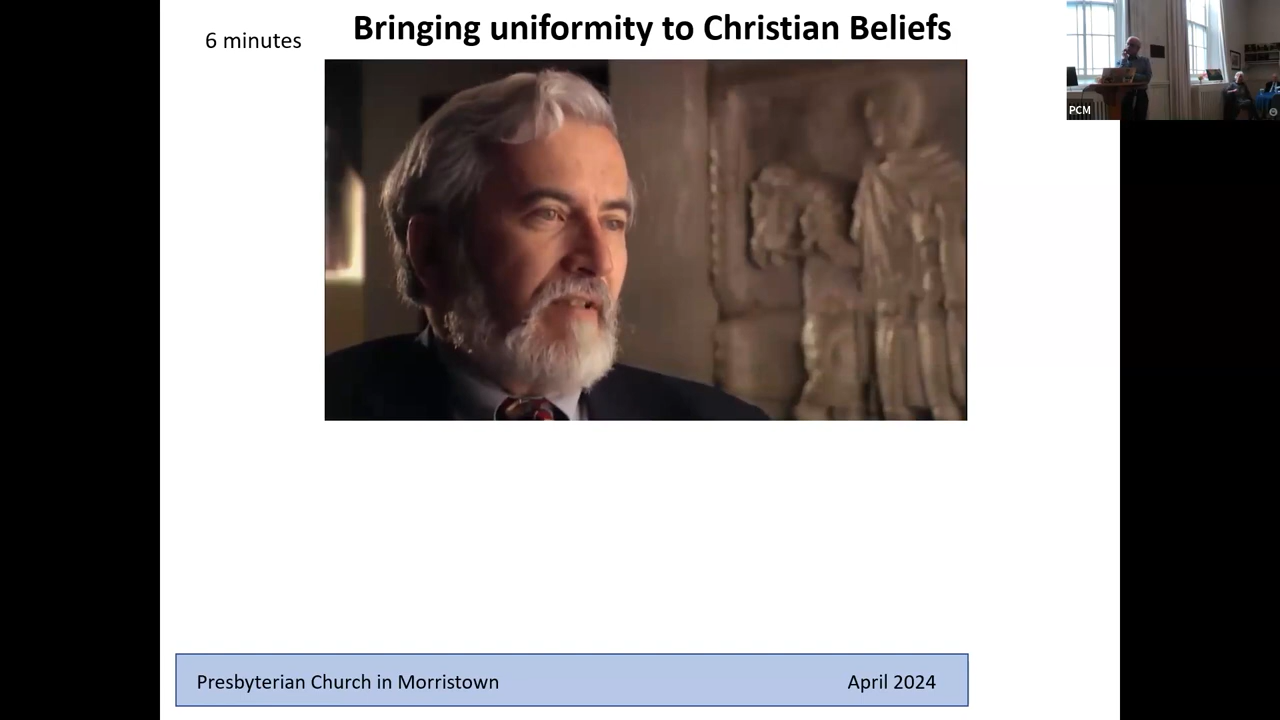 6 minutes
Bringing uniformity to Christian Beliefs
PCM
Presbyterian Church in Morristown
April 2024